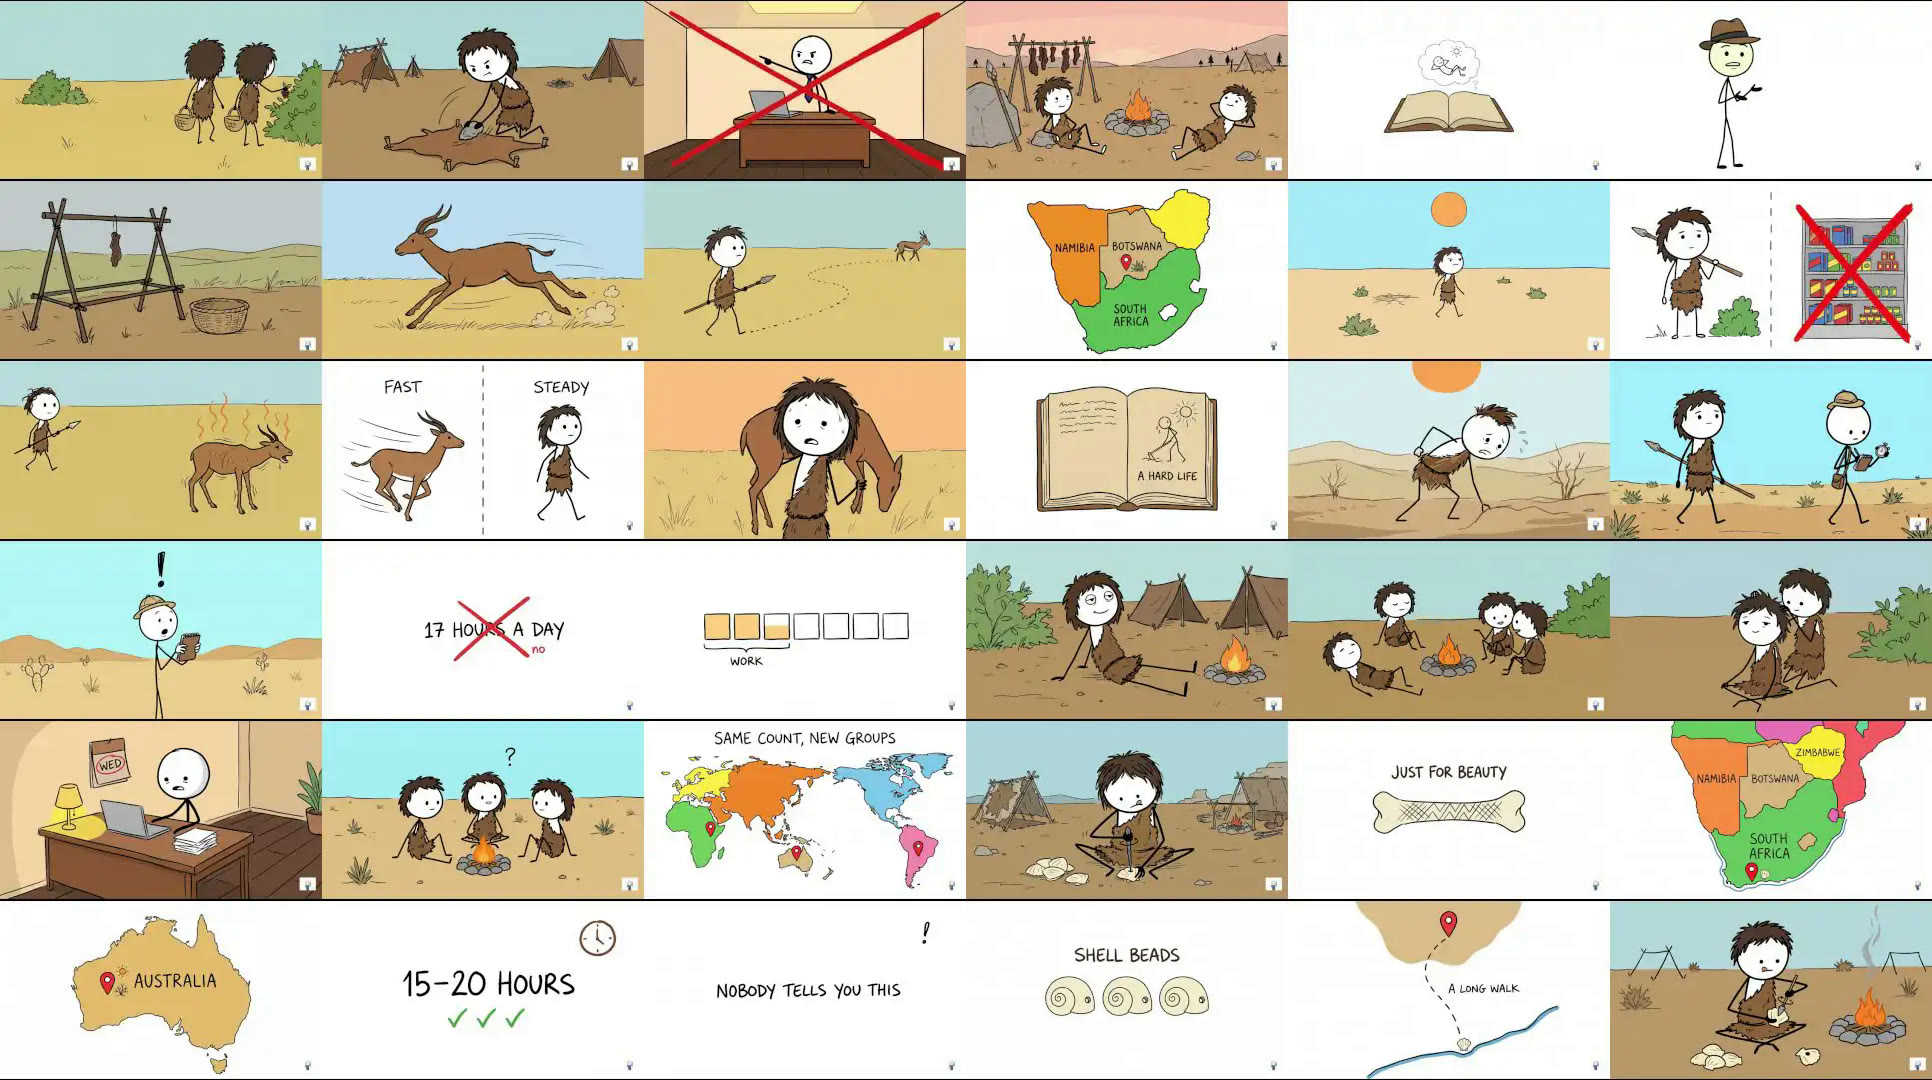 NAMIBIA
BOTSWANA
SOUTH
AFRICA
FAST
STEADY
A HARD LIFE
17 HOURS A DAY
no
WORK
WED
?
SAME COUNT, NEW GROUPS
JUST FOR BEAUTY
ZIMBABWE
NAMIBIA
BOTSWANA
SOUTH
AFRICA
AUSTRALIA
15-20 HOURS
NOBODY TELLS YOU THIS
!
SHELL BEADS
A LONG WALK